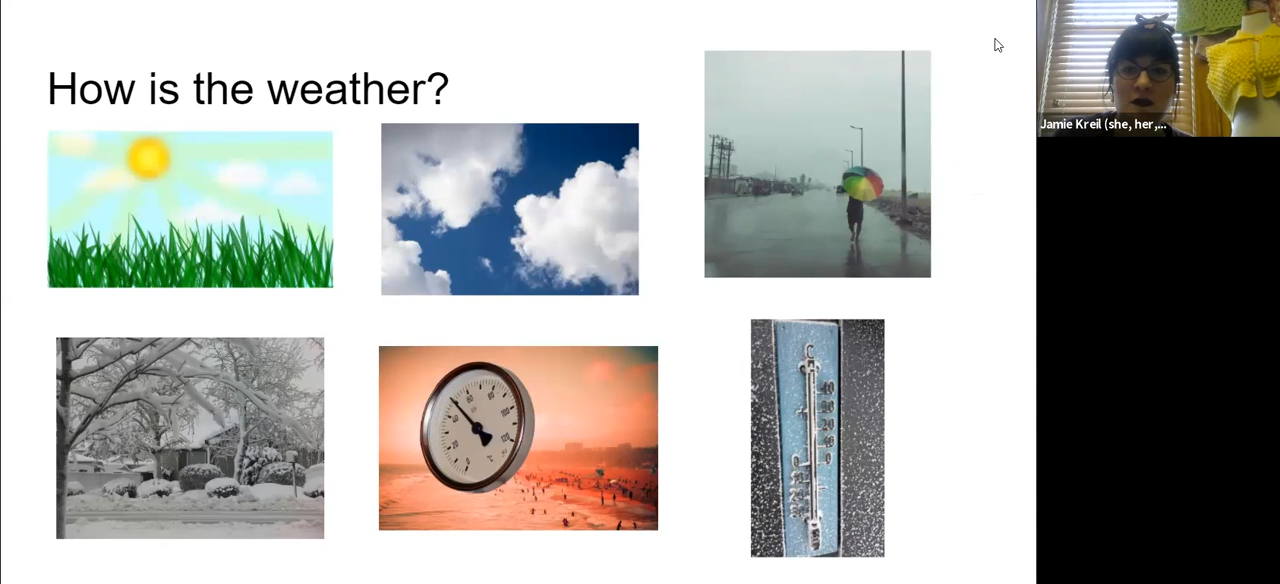 How is the weather?
Jamie Kreil (she, her,...